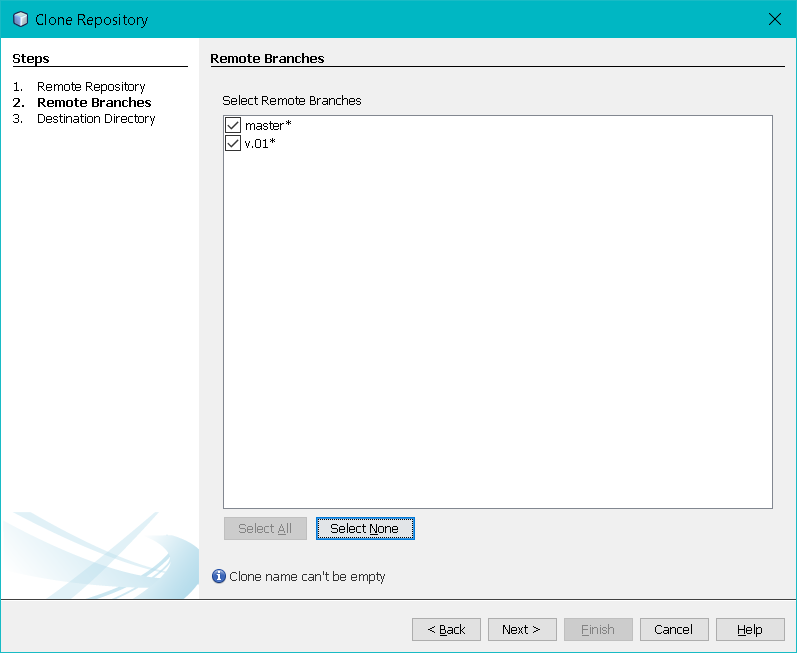 Clone Repository
Steps
1. Remote Repository
2. Remote Branches
3. Destination Directory
Remote Branches
Select Remote Branches
master*
v.01*
Select All
Select None
Clone name can't be empty
< Back
Next >
Finish
Cancel
Help